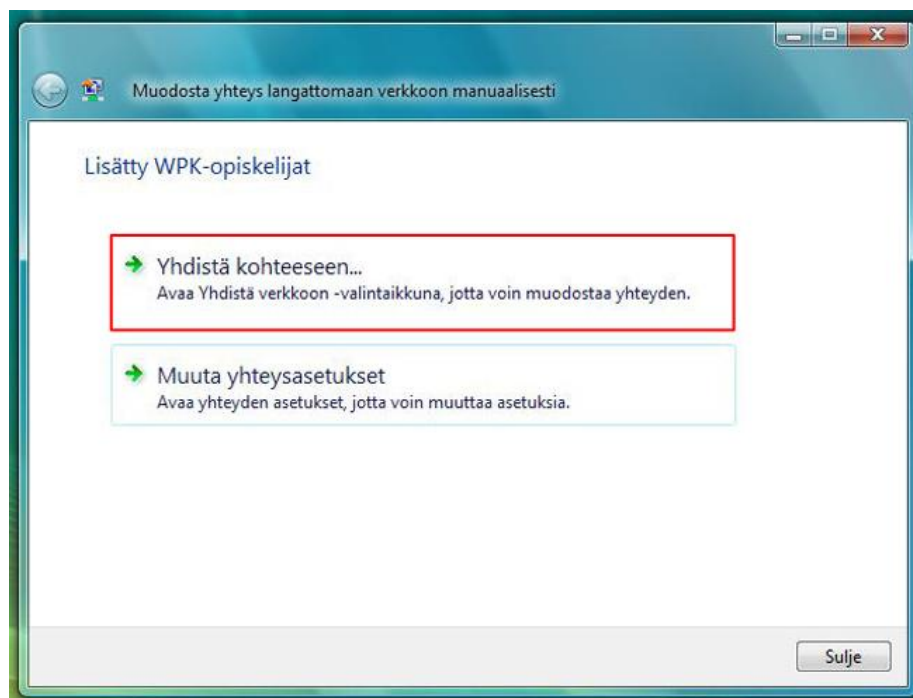 Muodosta yhteys langattomaan verkkoon manuaalisesti
Lisätty WPK-opiskelijat
Yhdistä kohteeseen...
Avaa Yhdistä verkkoon -valintaikkuna, jotta voin muodostaa yhteyden.
Muuta yhteysasetukset
Avaa yhteyden asetukset, jotta voin muuttaa asetuksia.
Sulje